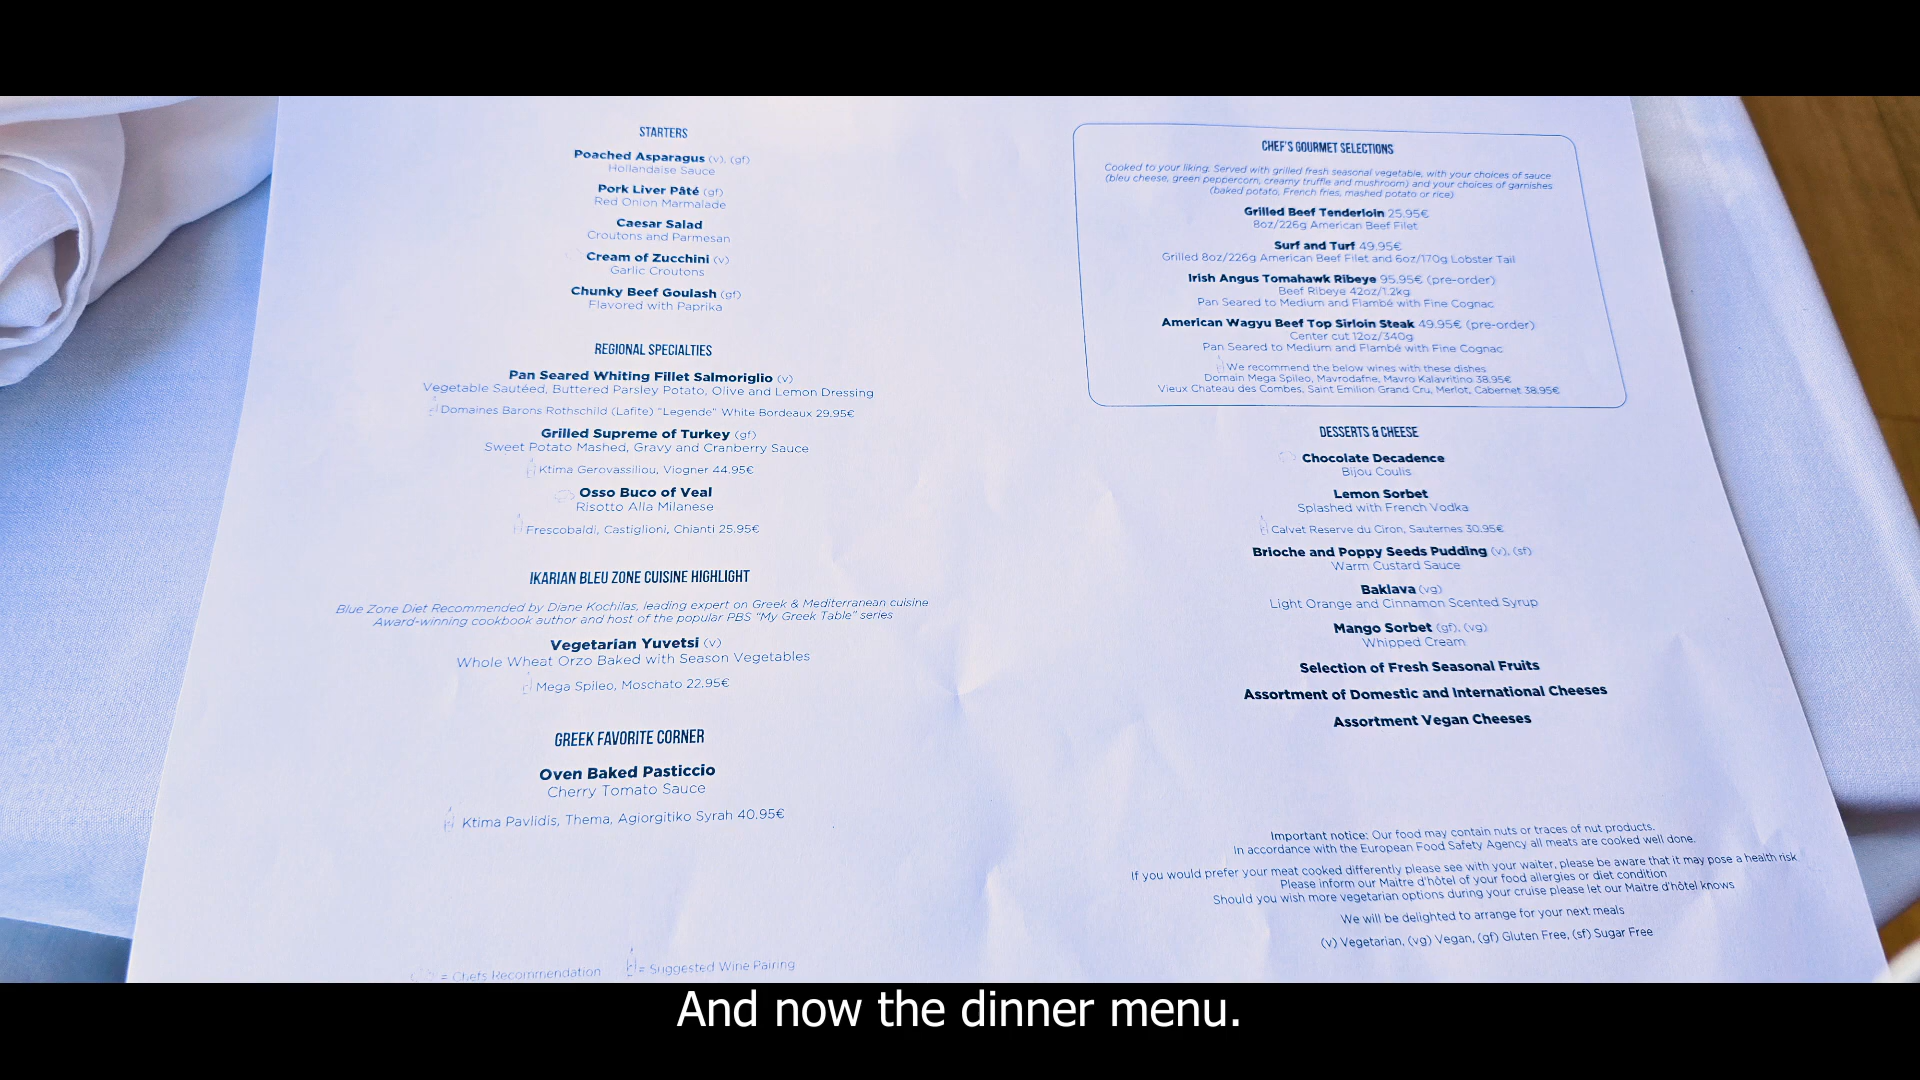 STARTERS
Poached Asparagus (v), (gf)
Hollandaise Sauce
Pork Liver Pâté (gf)
Red Onion Marmalade
Caesar Salad
Croutons and Parmesan
Cream of Zucchini (v)
Garlic Croutons
Chunky Beef Goulash (gf)
Flavored with Paprika
REGIONAL SPECIALTIES
Pan Seared Whiting Fillet Salmoriglio (v)
Vegetable Sautéed, Buttered Parsley Potato, Olive and Lemon Dressing
Domaines Barons Rothschild (Lafite) "Legende" White Bordeaux 29.95€
Grilled Supreme of Turkey (gf)
Sweet Potato Mashed, Gravy and Cranberry Sauce
Ktima Gerovassiliou, Viogner 44.95€
Osso Buco of Veal
Risotto Alla Milanese
Frescobaldi, Castiglioni, Chianti 25.95€
IKARIAN BLEU ZONE CUISINE HIGHLIGHT
Blue Zone Diet Recommended by Diane Kochilas, leading expert on Greek & Mediterranean cuisine
Award-winning cookbook author and host of the popular PBS "My Greek Table" series
Vegetarian Yuvetsi (v)
Whole Wheat Orzo Baked with Season Vegetables
Mega Spileo, Moschato 22.95€
GREEK FAVORITE CORNER
Oven Baked Pasticcio
Cherry Tomato Sauce
Ktima Pavlidis, Thema, Agiorgitiko Syrah 40.95€
= Chefs Recommendation = Suggested Wine Pairing
CHEF'S GOURMET SELECTIONS
Cooked to your liking. Served with grilled fresh seasonal vegetable, with your choices of sauce
(bleu cheese, green peppercorn, creamy truffle and mushroom) and your choices of garnishes
(baked potato, French fries, mashed potato or rice)
Grilled Beef Tenderloin 25.95€
8oz/226g American Beef Filet
Surf and Turf 49.95€
Grilled 8oz/226g American Beef Filet and 6oz/170g Lobster Tail
Irish Angus Tomahawk Ribeye 95.95€ (pre-order)
Beef Ribeye 42oz/1.2kg
Pan Seared to Medium and Flambé with Fine Cognac
American Wagyu Beef Top Sirloin Steak 49.95€ (pre-order)
Center cut 12oz/340g
Pan Seared to Medium and Flambé with Fine Cognac
We recommend the below wines with these dishes
Domain Mega Spileo, Mavrodafne, Mavro Kalavritino 38.95€
Vieux Chateau des Combes, Saint Emilion Grand Cru, Merlot, Cabernet 38.95€
DESSERTS & CHEESE
Chocolate Decadence
Bijou Coulis
Lemon Sorbet
Splashed with French Vodka
Calvet Reserve du Ciron, Sauternes 30.95€
Brioche and Poppy Seeds Pudding (v), (sf)
Warm Custard Sauce
Baklava (vg)
Light Orange and Cinnamon Scented Syrup
Mango Sorbet (gf), (vg)
Whipped Cream
Selection of Fresh Seasonal Fruits
Assortment of Domestic and International Cheeses
Assortment Vegan Cheeses
Important notice: Our food may contain nuts or traces of nut products.
In accordance with the European Food Safety Agency all meats are cooked well done.
If you would prefer your meat cooked differently please see with your waiter, please be aware that it may pose a health risk
Please inform our Maitre d'hôtel of your food allergies or diet condition
Should you wish more vegetarian options during your cruise please let our Maitre d'hôtel knows
We will be delighted to arrange for your next meals
(v) Vegetarian, (vg) Vegan, (gf) Gluten Free, (sf) Sugar Free
And now the dinner menu.